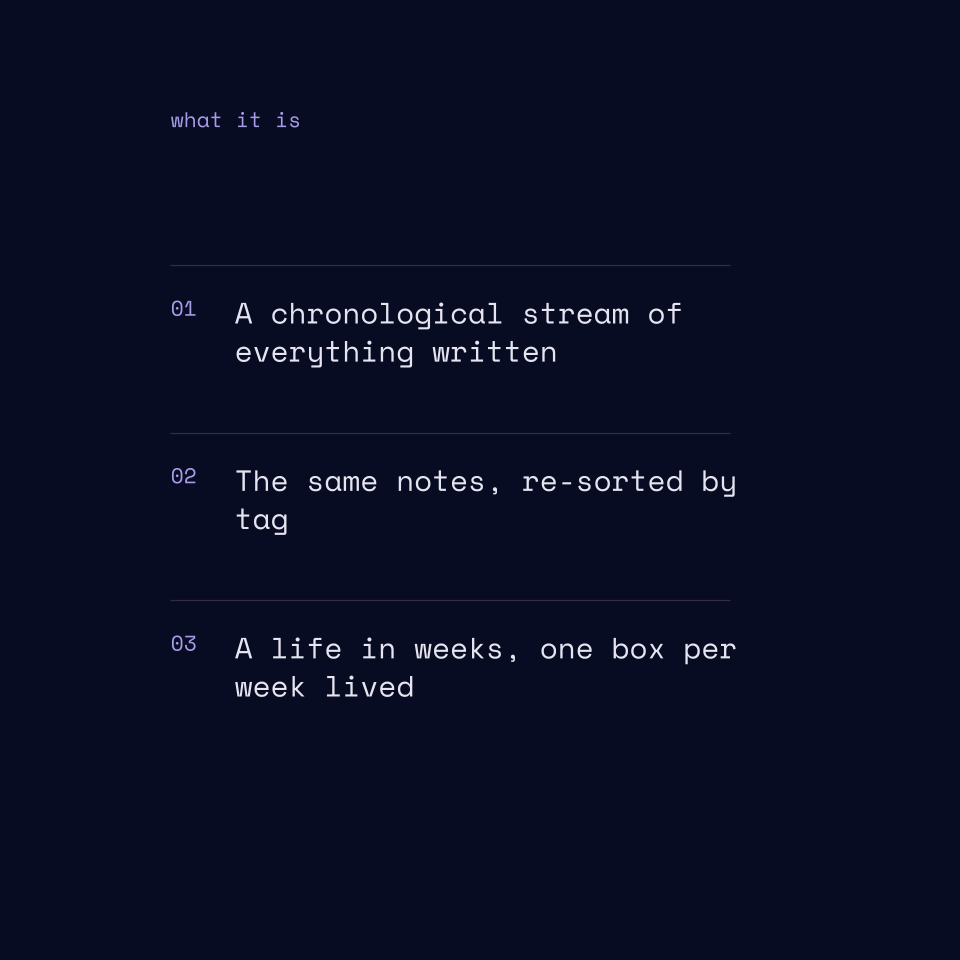 what it is
01 A chronological stream of
everything written
02 The same notes, re-sorted by
tag
03 A life in weeks, one box per
week lived